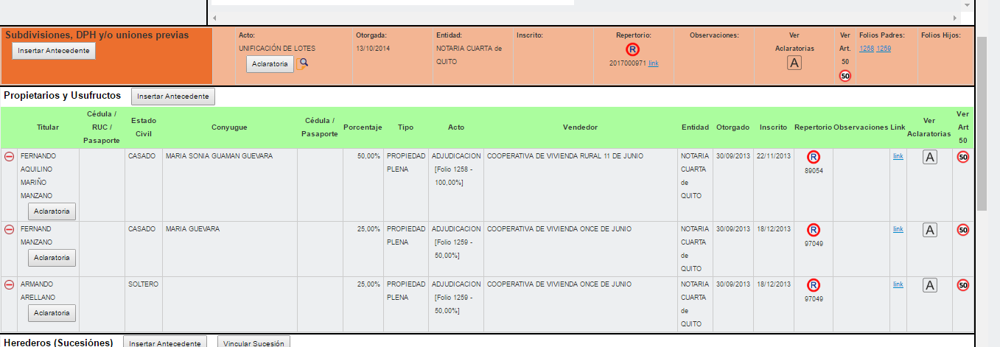 Subdivisiones, DPH y/o uniones previas
Insertar Antecedente
Acto:
UNIFICACIÓN DE LOTES
Aclaratoria
Otorgada:
13/10/2014
Entidad:
NOTARIA CUARTA de
QUITO
Inscrito:
Repertorio:
R
2017000971 link
Observaciones:
Ver
Aclaratorias
A
Ver
Art.
50
50
Folios Padres:
1258 1259
Folios Hijos:
Propietarios y Usufructos Insertar Antecedente
Titular
Cédula /
RUC /
Pasaporte
Estado
Civil
Conyugue
Cédula /
Pasaporte
Porcentaje
Tipo
Acto
Vendedor
Entidad
Otorgado
Inscrito
Repertorio
Observaciones
Link
Ver
Aclaratorias
Ver
Art
50
FERNANDO
AQUILINO
MARIÑO
MANZANO
Aclaratoria
CASADO
MARIA SONIA GUAMAN GUEVARA
50,00%
PROPIEDAD
PLENA
ADJUDICACION
[Folio 1258 -
100,00%]
COOPERATIVA DE VIVIENDA RURAL 11 DE JUNIO
NOTARIA
CUARTA
de
QUITO
30/09/2013
22/11/2013
R
89054
link
A
50
FERNAND
MANZANO
Aclaratoria
CASADO
MARIA GUEVARA
25,00%
PROPIEDAD
PLENA
ADJUDICACION
[Folio 1259 -
50,00%]
COOPERATIVA DE VIVIENDA ONCE DE JUNIO
NOTARIA
CUARTA
de
QUITO
30/09/2013
18/12/2013
R
97049
link
A
50
ARMANDO
ARELLANO
Aclaratoria
SOLTERO
25,00%
PROPIEDAD
PLENA
ADJUDICACION
[Folio 1259 -
50,00%]
COOPERATIVA DE VIVIENDA ONCE DE JUNIO
NOTARIA
CUARTA
de
QUITO
30/09/2013
18/12/2013
R
97049
link
A
50
Herederos (Sucesiónes) Insertar Antecedente Vincular Sucesión